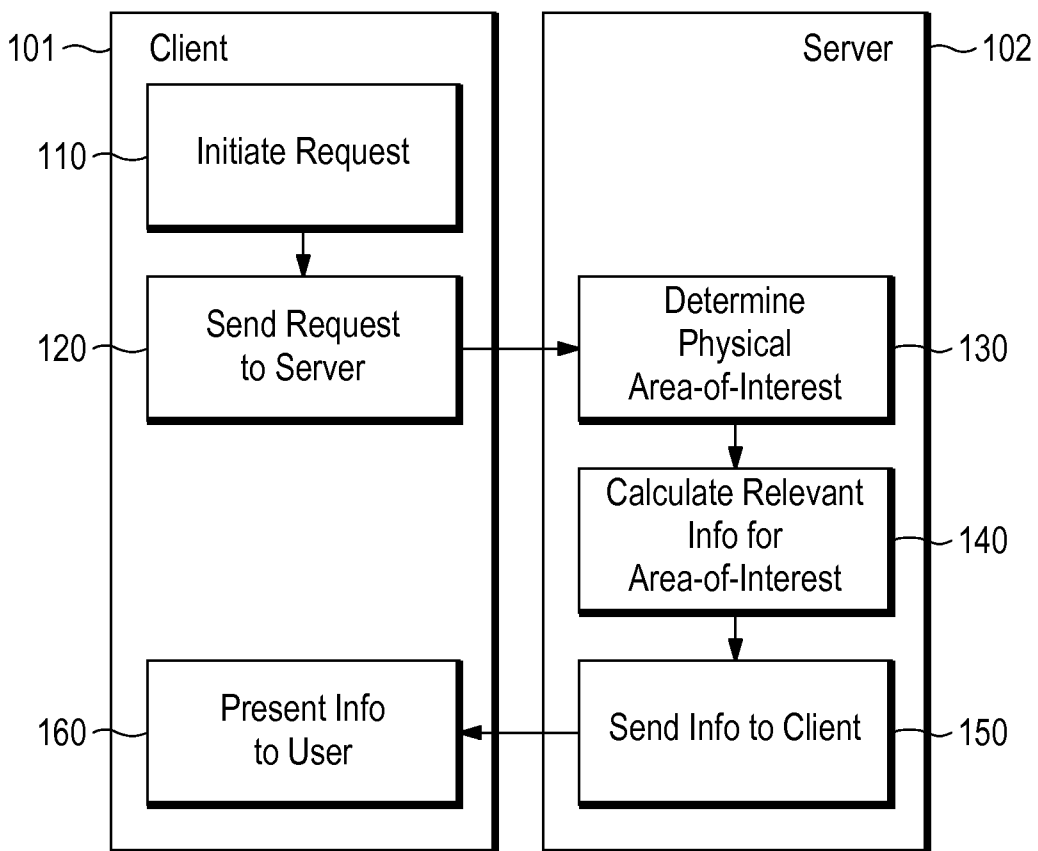 101
Client
Server
102
110
Initiate Request
120
Send Request
to Server
Determine
Physical
Area-of-Interest
130
Calculate Relevant
Info for
Area-of-Interest
140
160
Present Info
to User
Send Info to Client
150